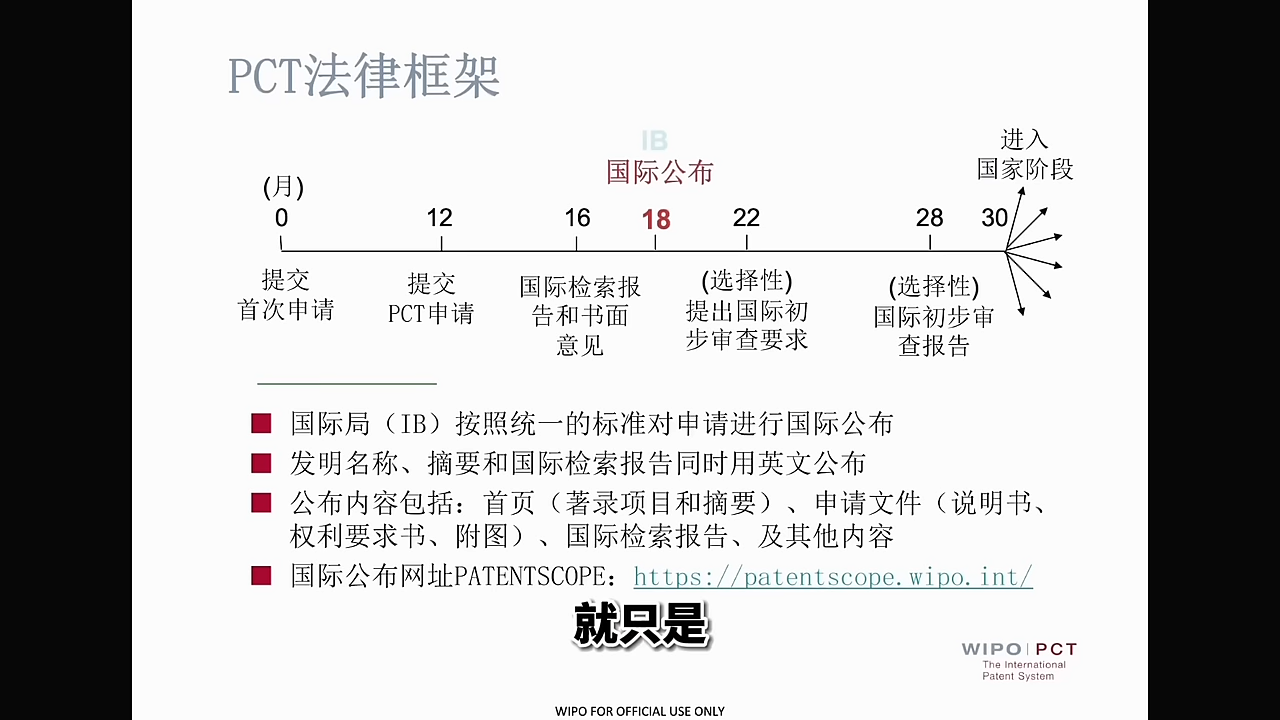 PCT法律框架
IB
国际公布
进入
国家阶段
(月)
0 12 16 18 22 28 30
提交
首次申请
提交
PCT申请
国际检索报
告和书面
意见
(选择性)
提出国际初
步审查要求
(选择性)
国际初步审
查报告
国际局（IB）按照统一的标准对申请进行国际公布
发明名称、摘要和国际检索报告同时用英文公布
公布内容包括：首页（著录项目和摘要）、申请文件（说明书、
权利要求书、附图）、国际检索报告、及其他内容
国际公布网址PATENTSCOPE：https://patentscope.wipo.int/
就只是
WIPO | PCT
The International
Patent System
WIPO FOR OFFICIAL USE ONLY